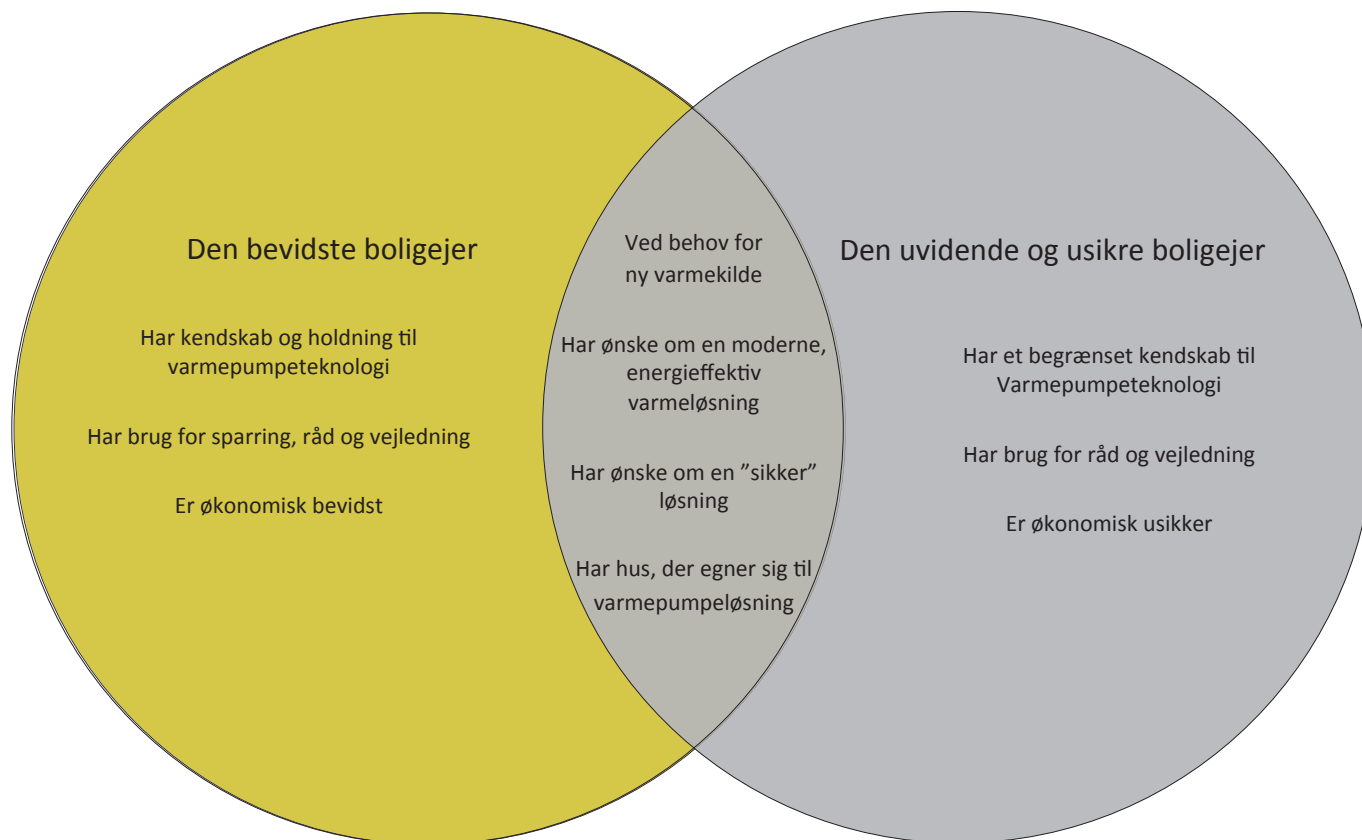 Den bevidste boligejer
Har kendskab og holdning til
varmepumpeteknologi
Har brug for sparring, råd og vejledning
Er økonomisk bevidst
Ved behov for
ny varmekilde
Har ønske om en moderne,
energieffektiv
varmeløsning
Har ønske om en ”sikker”
løsning
Har hus, der egner sig til
varmepumpeløsning
Den uvidende og usikre boligejer
Har et begrænset kendskab til
Varmepumpeteknologi
Har brug for råd og vejledning
Er økonomisk usikker